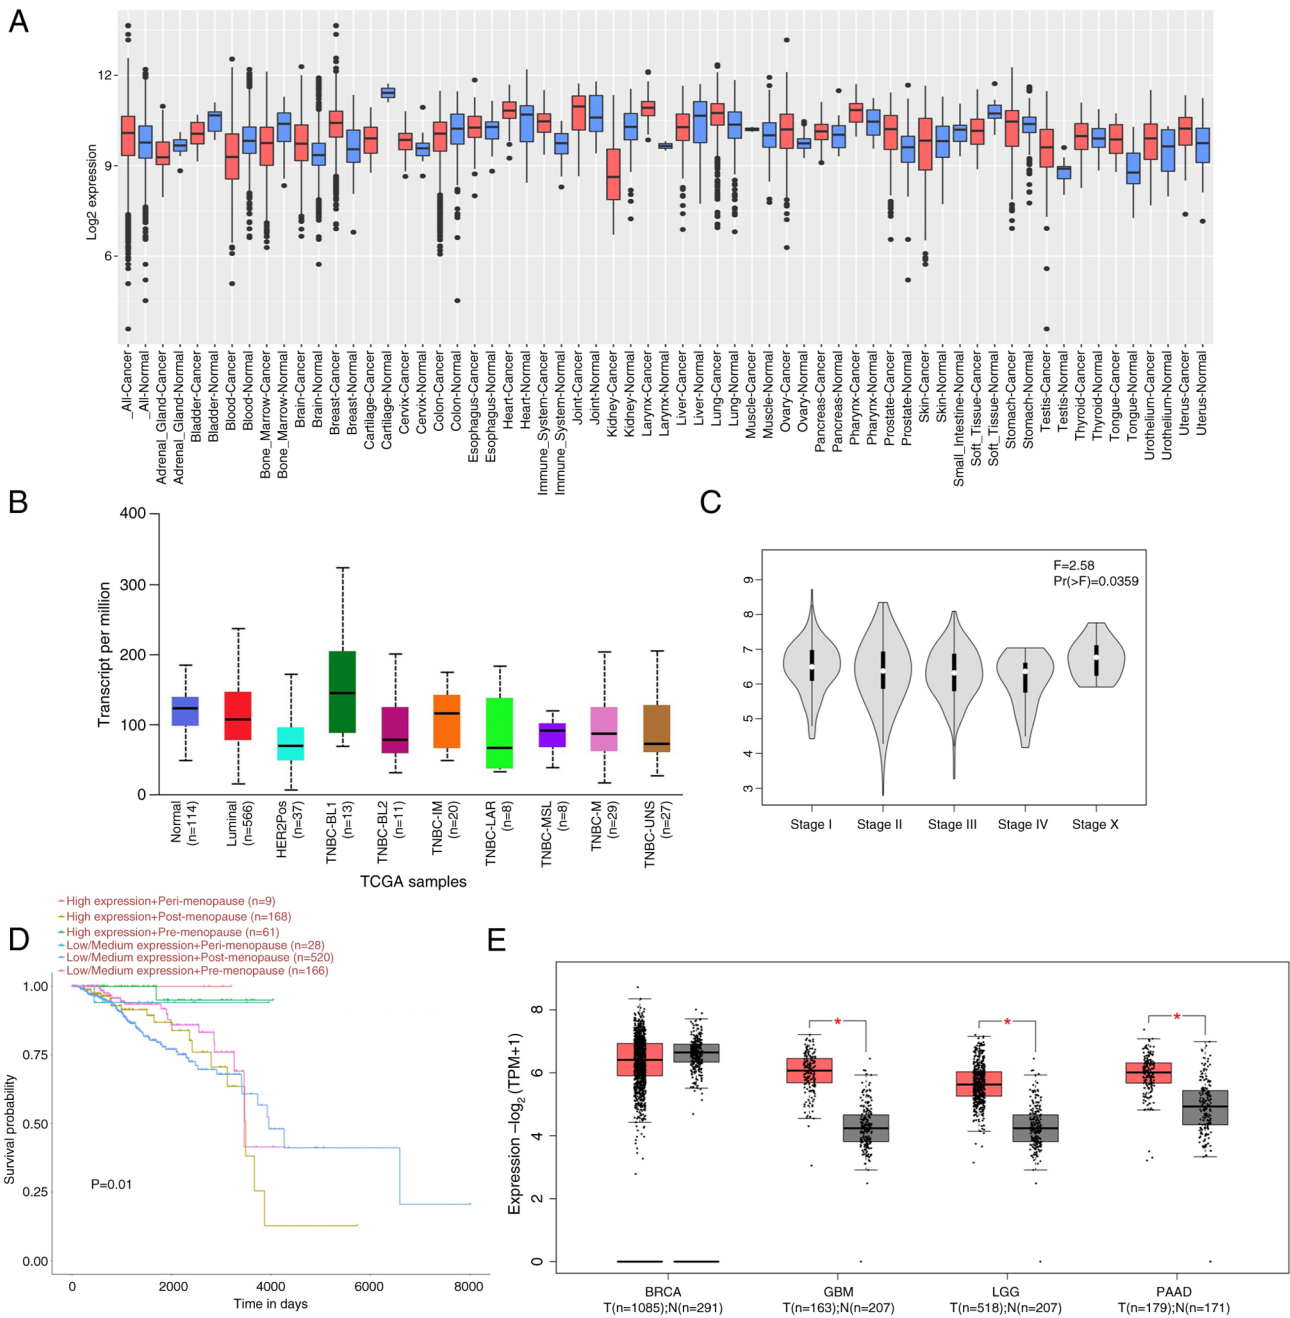 A
Log2 expression
12
9
6
_All-Cancer
_All-Normal
Adrenal_Gland-Cancer
Adrenal_Gland-Normal
Bladder-Cancer
Bladder-Normal
Blood-Cancer
Blood-Normal
Bone_Marrow-Cancer
Bone_Marrow-Normal
Brain-Cancer
Brain-Normal
Breast-Cancer
Breast-Normal
Cartilage-Cancer
Cartilage-Normal
Cervix-Cancer
Cervix-Normal
Colon-Cancer
Colon-Normal
Esophagus-Cancer
Esophagus-Normal
Heart-Cancer
Heart-Normal
Immune_System-Cancer
Immune_System-Normal
Joint-Cancer
Joint-Normal
Kidney-Cancer
Kidney-Normal
Larynx-Cancer
Larynx-Normal
Liver-Cancer
Liver-Normal
Lung-Cancer
Lung-Normal
Muscle-Cancer
Muscle-Normal
Ovary-Cancer
Ovary-Normal
Pancreas-Cancer
Pancreas-Normal
Pharynx-Cancer
Pharynx-Normal
Prostate-Cancer
Prostate-Normal
Skin-Cancer
Skin-Normal
Small_Intestine-Normal
Soft_Tissue-Cancer
Soft_Tissue-Normal
Stomach-Cancer
Stomach-Normal
Testis-Cancer
Testis-Normal
Thyroid-Cancer
Thyroid-Normal
Tongue-Cancer
Tongue-Normal
Urothelium-Cancer
Urothelium-Normal
Uterus-Cancer
Uterus-Normal
B
Transcript per million
400
300
200
100
0
Normal
(n=114)
Luminal
(n=566)
HER2Pos
(n=37)
TNBC-BL1
(n=13)
TNBC-BL2
(n=11)
TNBC-IM
(n=20)
TNBC-LAR
(n=8)
TNBC-MSL
(n=8)
TNBC-M
(n=29)
TNBC-UNS
(n=27)
TCGA samples
C
F=2.58
Pr(>F)=0.0359
9
8
7
6
5
4
3
Stage I
Stage II
Stage III
Stage IV
Stage X
D
High expression+Peri-menopause (n=9)
High expression+Post-menopause (n=168)
High expression+Pre-menopause (n=61)
Low/Medium expression+Peri-menopause (n=28)
Low/Medium expression+Post-menopause (n=520)
Low/Medium expression+Pre-menopause (n=166)
Survival probability
1.00
0.75
0.50
0.25
0.00
P=0.01
0
2000
4000
6000
8000
Time in days
E
Expression –log2 (TPM+1)
8
6
4
2
0
*
*
*
BRCA
T(n=1085);N(n=291)
GBM
T(n=163);N(n=207)
LGG
T(n=518);N(n=207)
PAAD
T(n=179);N(n=171)